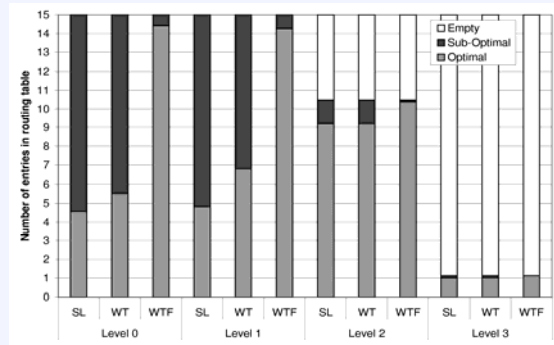 Number of entries in routing table
15
14
13
12
11
10
9
8
7
6
5
4
3
2
1
0
Empty
Sub-Optimal
Optimal
SL WT WTF SL WT WTF SL WT WTF SL WT WTF
Level 0 Level 1 Level 2 Level 3